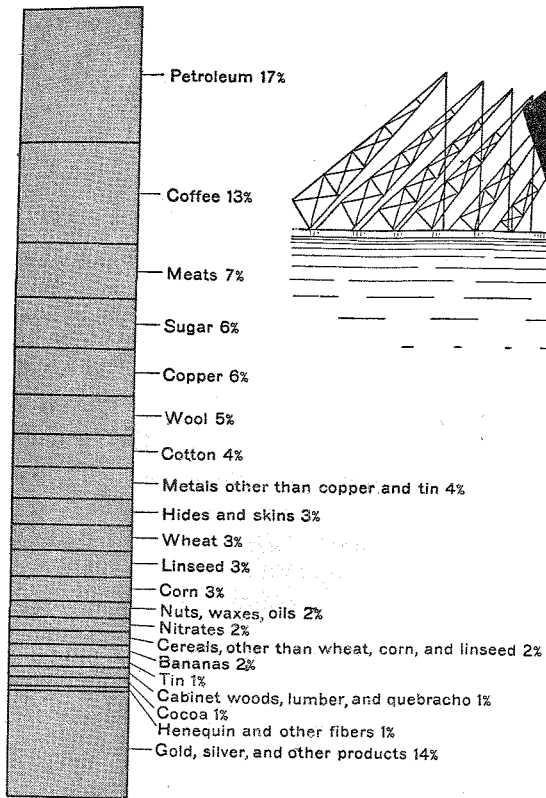 Petroleum 17%
Coffee 13%
Meats 7%
Sugar 6%
Copper 6%
Wool 5%
Cotton 4%
Metals other than copper and tin 4%
Hides and skins 3%
Wheat 3%
Linseed 3%
Corn 3%
Nuts, waxes, oils 2%
Nitrates 2%
Cereals, other than wheat, corn, and linseed 2%
Bananas 2%
Tin 1%
Cabinet woods, lumber, and quebracho 1%
Cocoa 1%
Henequin and other fibers 1%
Gold, silver, and other products 14%